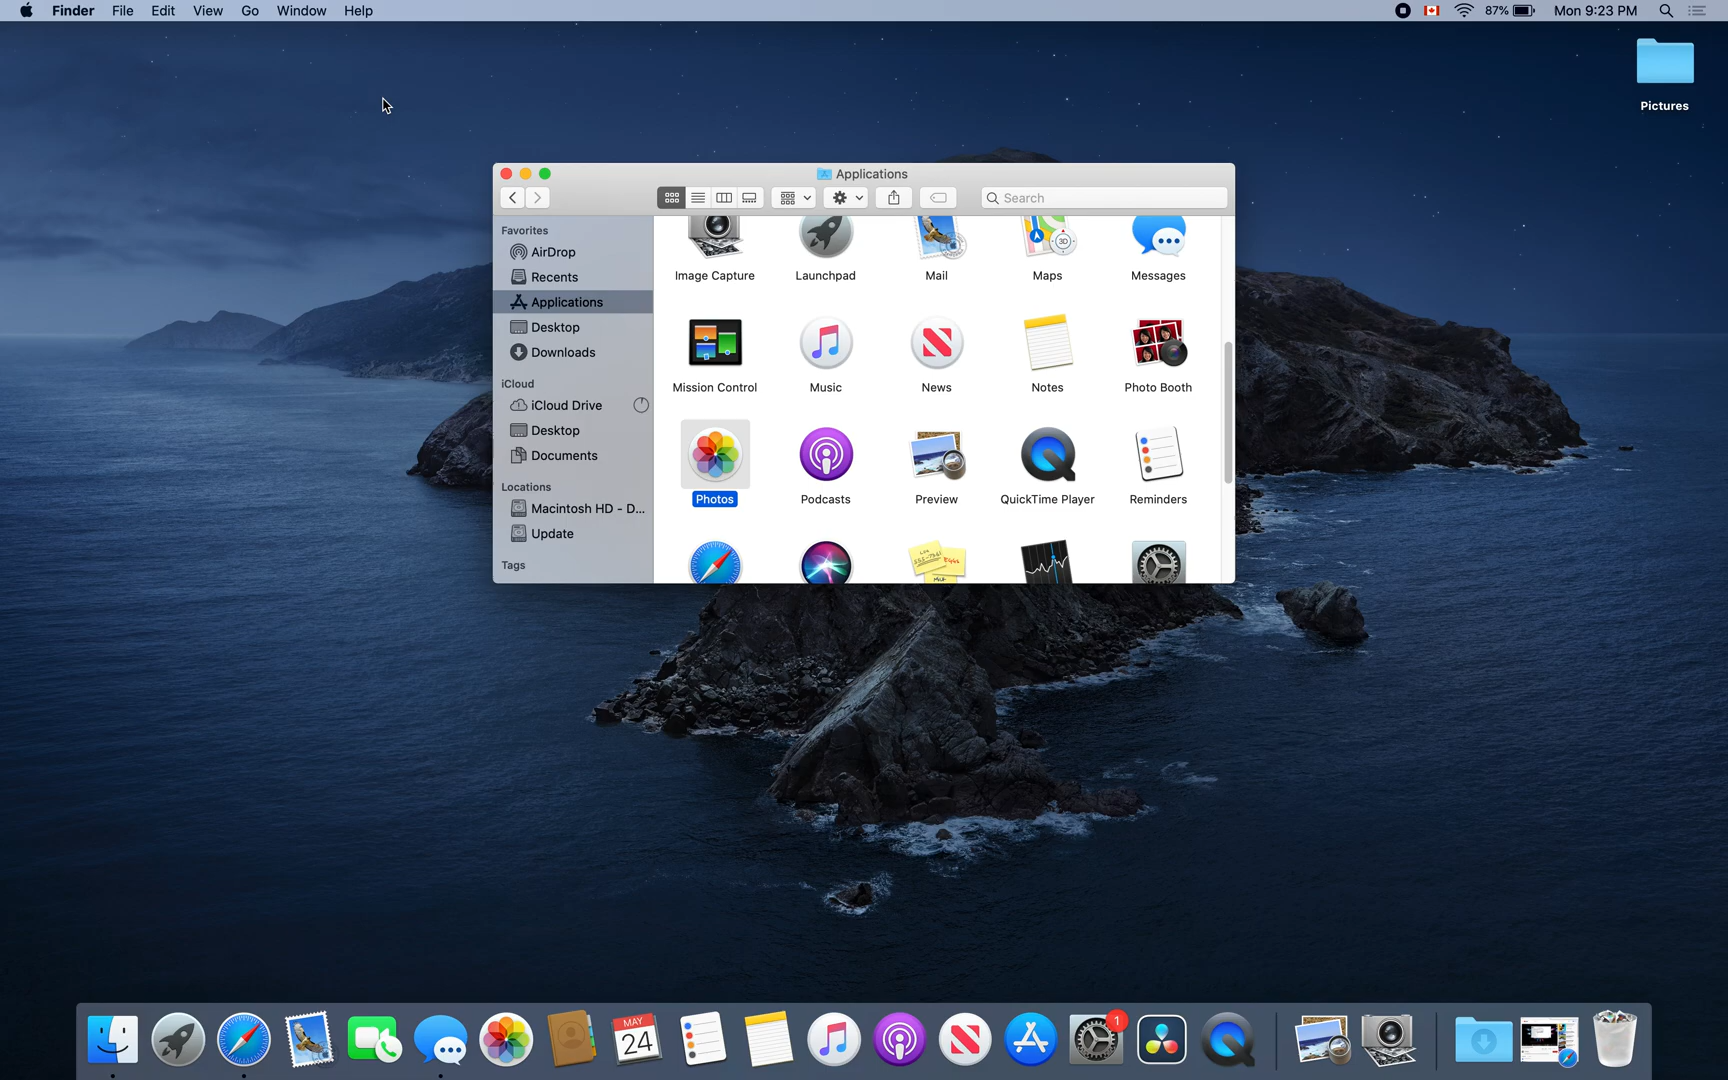 Finder File Edit View Go Window Help 87% Mon 9:23 PM
Pictures
Applications
Search
Favorites
AirDrop
Recents
Applications
Desktop
Downloads
iCloud
iCloud Drive
Desktop
Documents
Locations
Macintosh HD - D...
Update
Tags
Image Capture Launchpad Mail Maps Messages
3D
Mission Control Music News Notes Photo Booth
Photos Podcasts Preview QuickTime Player Reminders
MAY
24
1